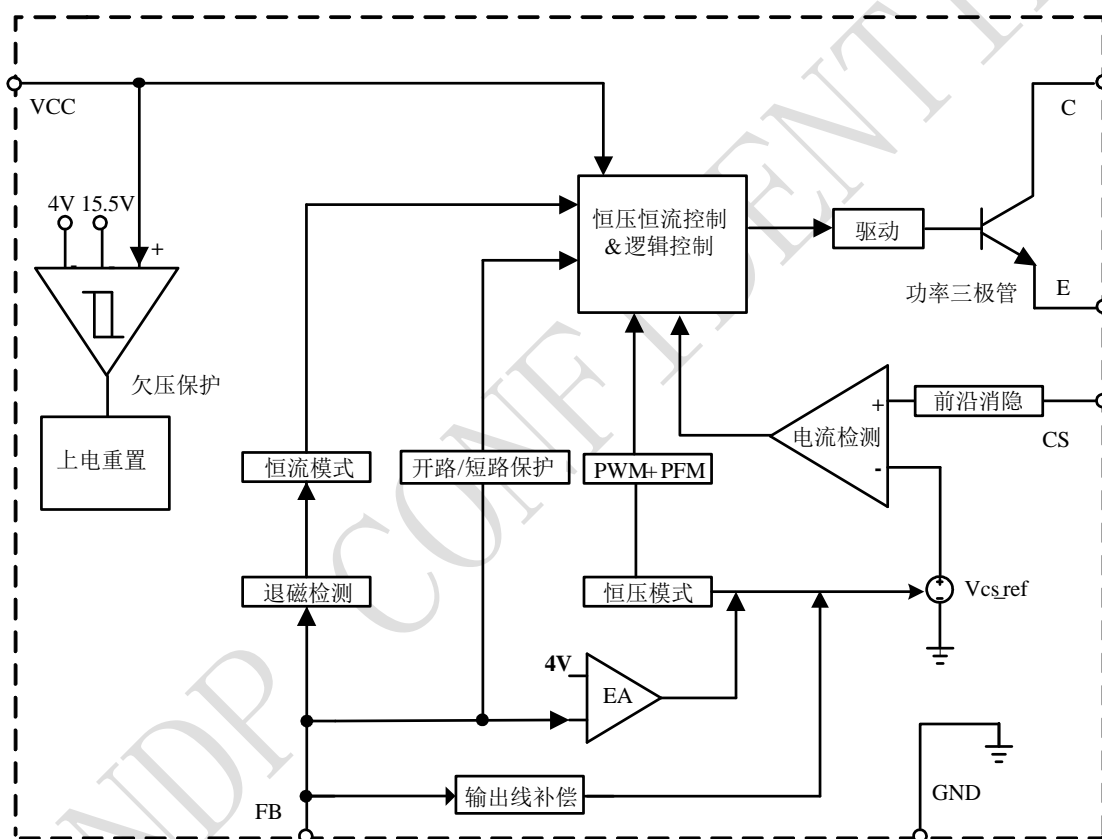 VCC
C
4V 15.5V
+
恒压恒流控制
&逻辑控制
驱动
功率三极管
E
欠压保护
上电重置
前沿消隐
CS
+
电流检测
-
恒流模式
开路/短路保护
PWM+PFM
退磁检测
恒压模式
Vcs_ref
+
-
4V
EA
FB
输出线补偿
GND
NDP CONFIDENTI